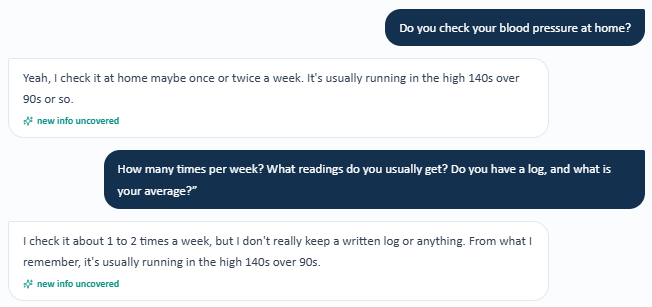 Do you check your blood pressure at home?
Yeah, I check it at home maybe once or twice a week. It's usually running in the high 140s over
90s or so.
new info uncovered
How many times per week? What readings do you usually get? Do you have a log, and what is
your average?”
I check it about 1 to 2 times a week, but I don't really keep a written log or anything. From what I
remember, it's usually running in the high 140s over 90s.
new info uncovered